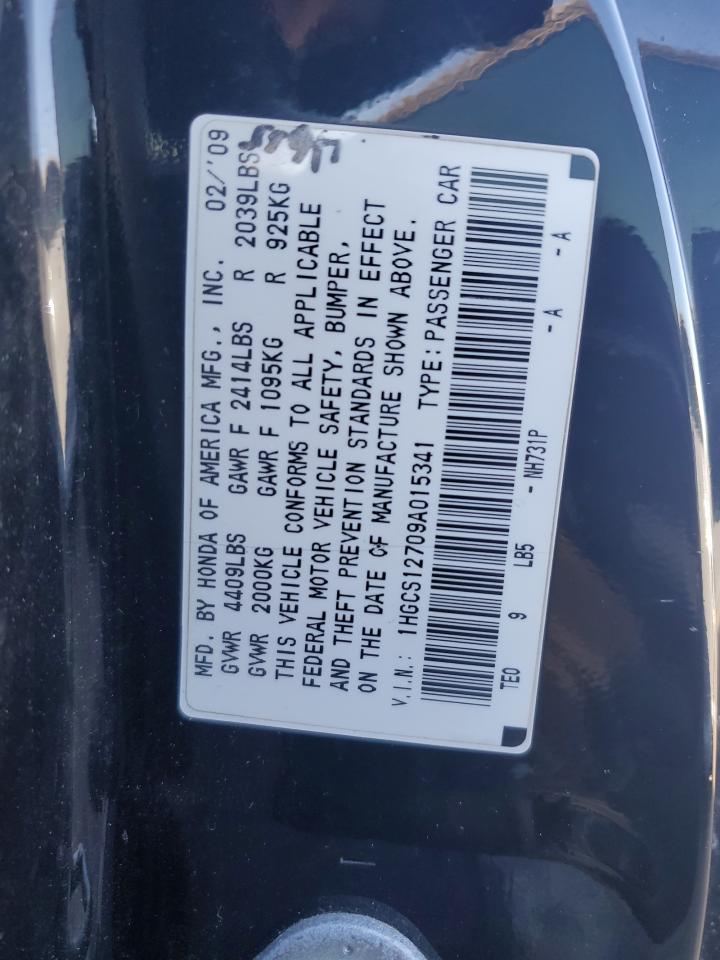 MFD. BY HONDA OF AMERICA MFG., INC. 02/'09
GVWR 4409LBS GAWR F 2414LBS R 2039LBS
GVWR 2000KG GAWR F 1095KG R 925KG
THIS VEHICLE CONFORMS TO ALL APPLICABLE
FEDERAL MOTOR VEHICLE SAFETY, BUMPER,
AND THEFT PREVENTION STANDARDS IN EFFECT
ON THE DATE OF MANUFACTURE SHOWN ABOVE.
V.I.N.: 1HGCS12709A015341 TYPE: PASSENGER CAR
TE0 9 LB5 - NH731P - A - A